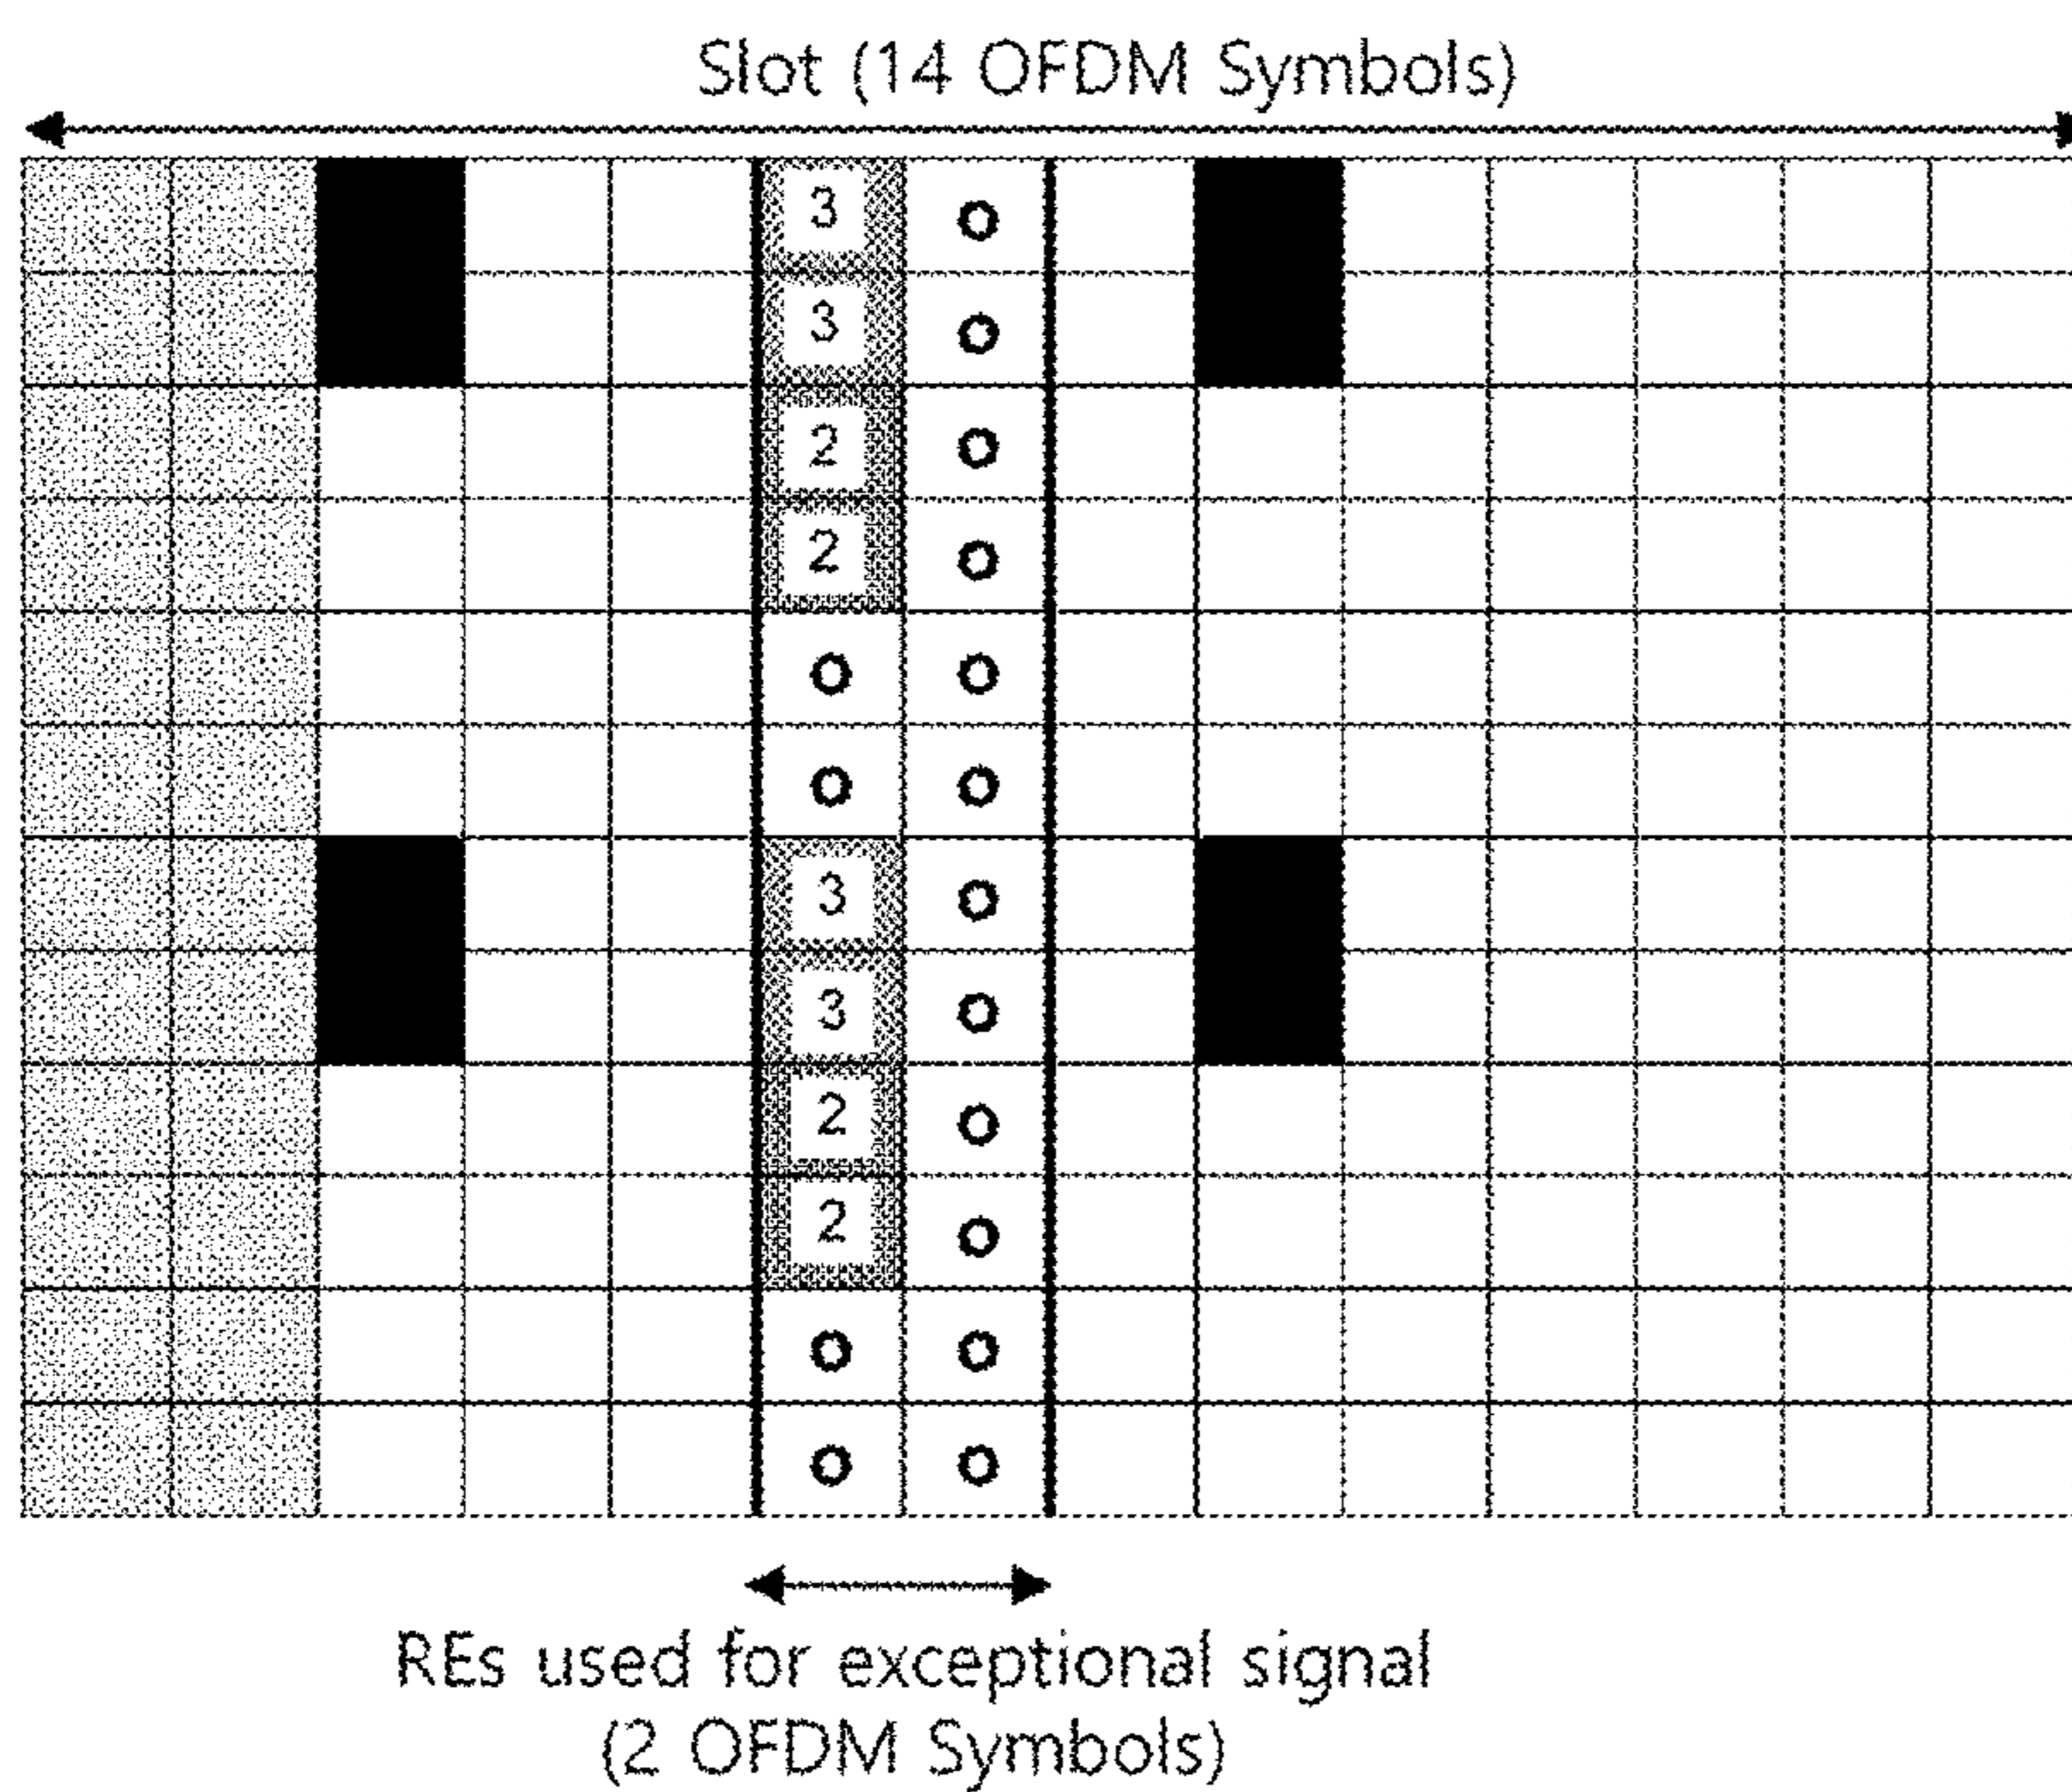 Slot (14 OFDM Symbols)
3 o
3 o
2 o
2 o
o o
o o
3 o
3 o
2 o
2 o
o o
o o
REs used for exceptional signal
(2 OFDM Symbols)